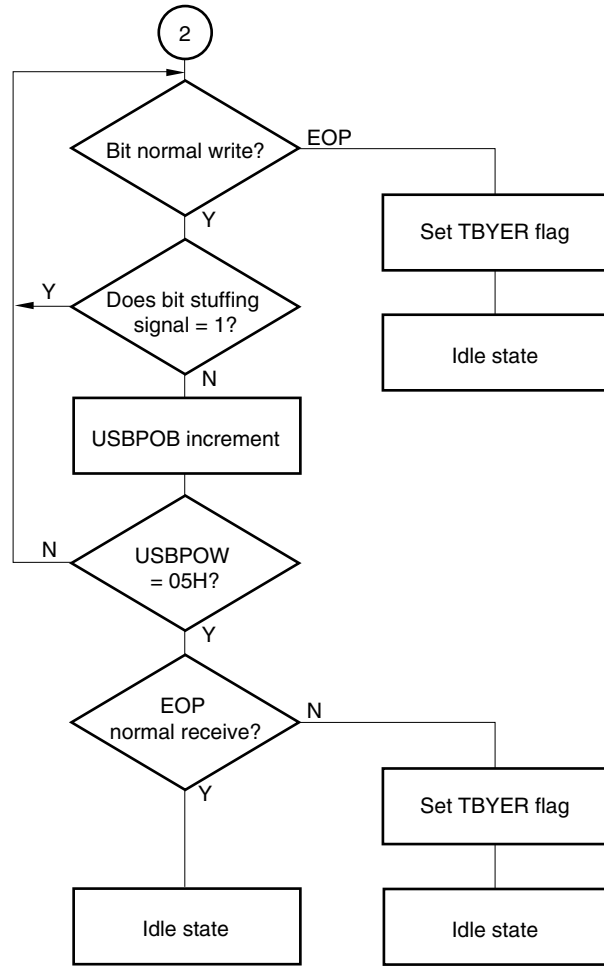 2
Bit normal write?
EOP
Y
Set TBYER flag
Y
Does bit stuffing
signal = 1?
Idle state
N
USBPOB increment
N
USBPOW
= 05H?
Y
EOP
normal receive?
N
Y
Set TBYER flag
Idle state
Idle state